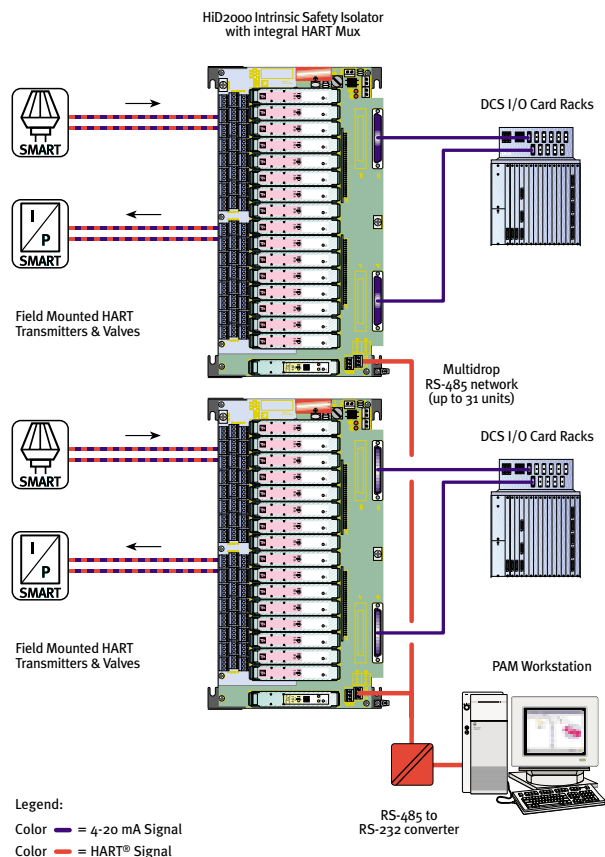 HiD2000 Intrinsic Safety Isolator
with integral HART Mux
DCS I/O Card Racks
SMART
I
P
SMART
Field Mounted HART
Transmitters & Valves
Multidrop
RS-485 network
(up to 31 units)
DCS I/O Card Racks
SMART
I
P
SMART
Field Mounted HART
Transmitters & Valves
PAM Workstation
RS-485 to
RS-232 converter
Legend:
Color = 4-20 mA Signal
Color = HART® Signal